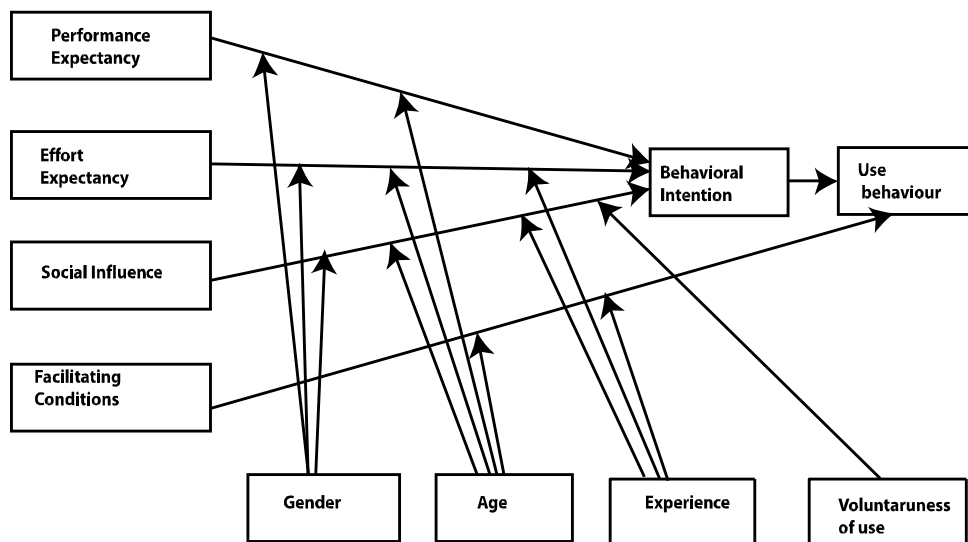 Performance
Expectancy
Effort
Expectancy
Behavioral
Intention
Use
behaviour
Social Influence
Facilitating
Conditions
Gender
Age
Experience
Voluntaruness
of use